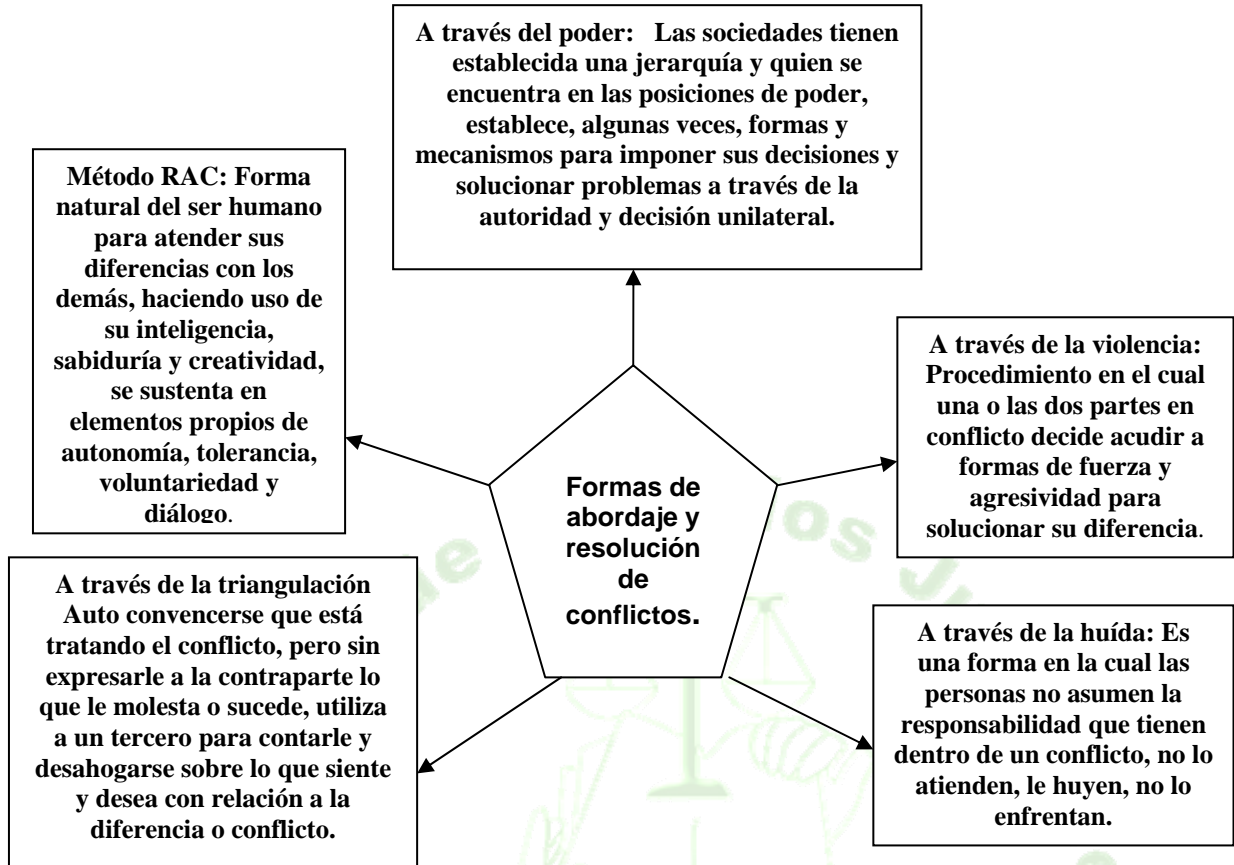 A través del poder: Las sociedades tienen
establecida una jerarquía y quien se
encuentra en las posiciones de poder,
establece, algunas veces, formas y
mecanismos para imponer sus decisiones y
solucionar problemas a través de la
autoridad y decisión unilateral.
Método RAC: Forma
natural del ser humano
para atender sus
diferencias con los
demás, haciendo uso de
su inteligencia,
sabiduría y creatividad,
se sustenta en
elementos propios de
autonomía, tolerancia,
voluntariedad y
diálogo.
A través de la violencia:
Procedimiento en el cual
una o las dos partes en
conflicto decide acudir a
formas de fuerza y
agresividad para
solucionar su diferencia.
Formas de
abordaje y
resolución
de
conflictos.
A través de la triangulación
Auto convencerse que está
tratando el conflicto, pero sin
expresarle a la contraparte lo
que le molesta o sucede, utiliza
a un tercero para contarle y
desahogarse sobre lo que siente
y desea con relación a la
diferencia o conflicto.
A través de la huída: Es
una forma en la cual las
personas no asumen la
responsabilidad que tienen
dentro de un conflicto, no lo
atienden, le huyen, no lo
enfrentan.